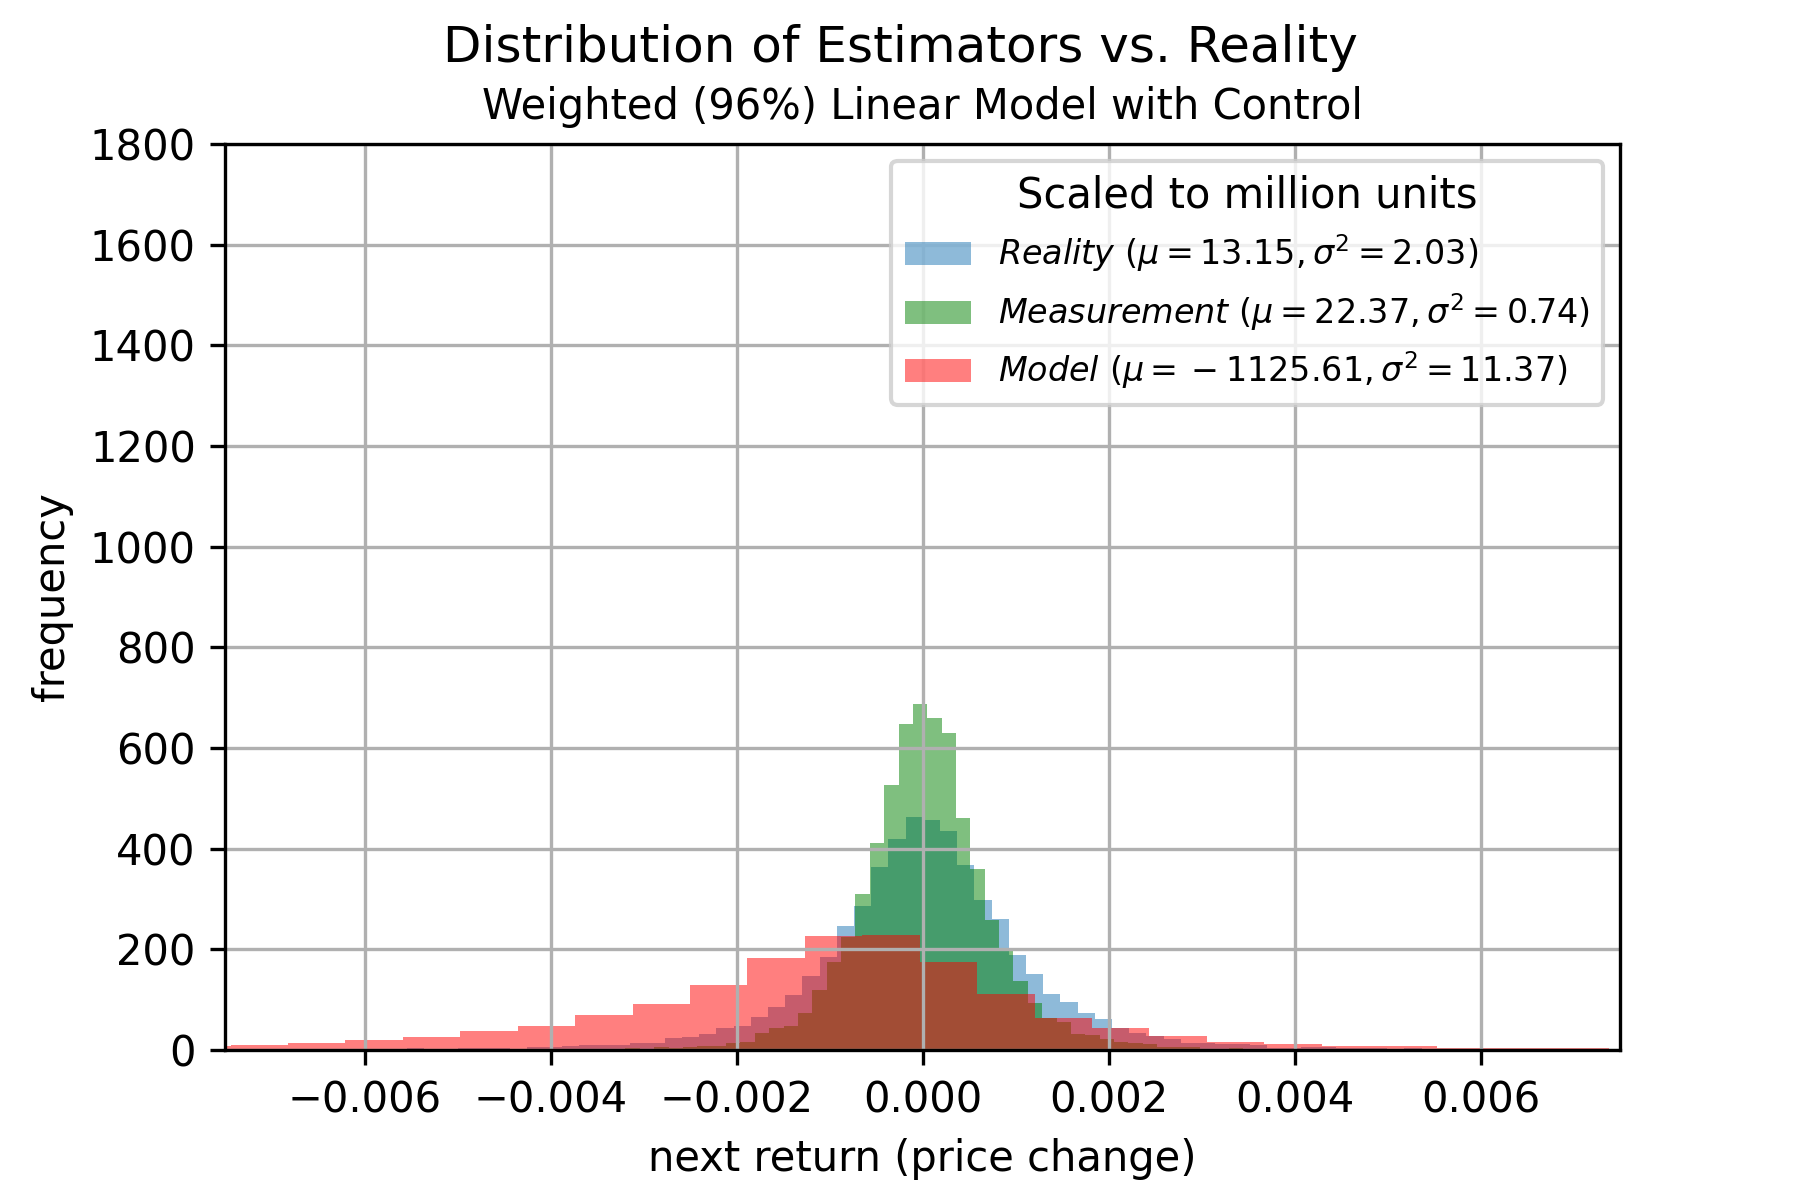 Distribution of Estimators vs. Reality
Weighted (96%) Linear Model with Control
1800
1600
1400
1200
1000
800
600
400
200
0
frequency
Scaled to million units
Reality (μ = 13.15, σ² = 2.03)
Measurement (μ = 22.37, σ² = 0.74)
Model (μ = − 1125.61, σ² = 11.37)
−0.006 −0.004 −0.002 0.000 0.002 0.004 0.006
next return (price change)